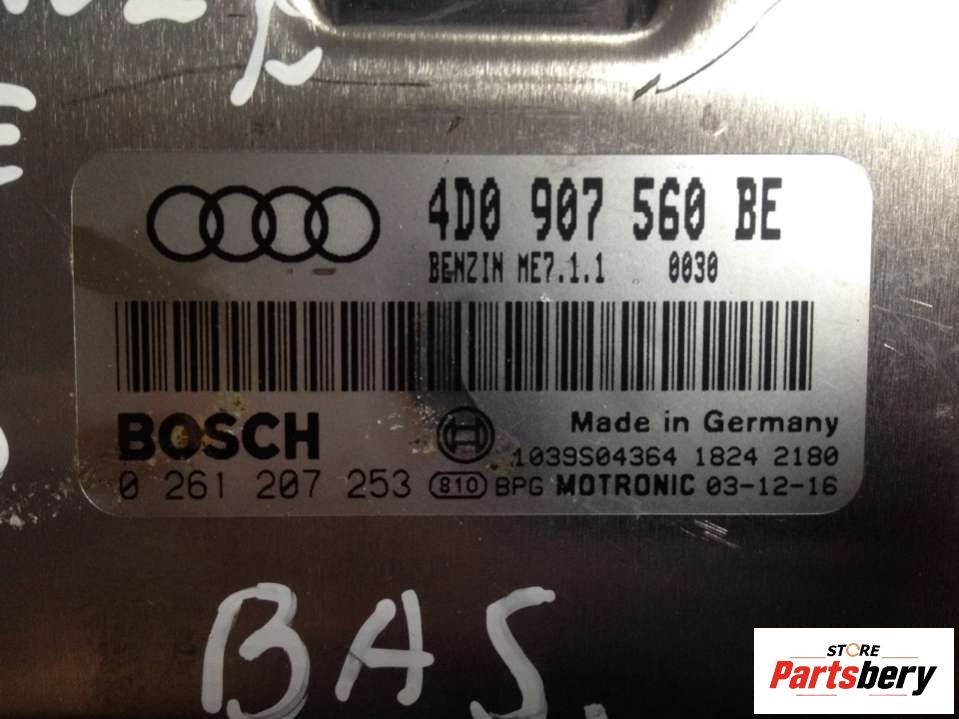 4D0 907 560 BE
BENZIN ME7.1.1 0030
BOSCH
Made in Germany
1039S04364 1824 2180
0 261 207 253 810 BPG MOTRONIC 03-12-16
BAS.
STORE
Partsbery